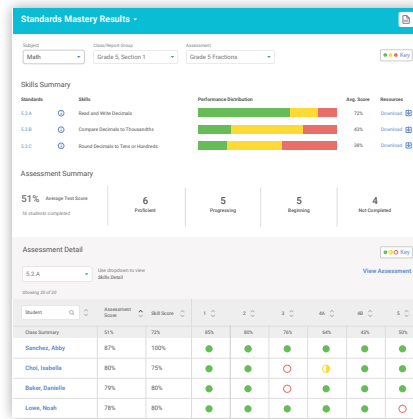 Standards Mastery Results
Subject Class/Report Group Assessment
Math Grade 5, Section 1 Grade 5 Fractions Key
Skills Summary
Standards Skills Performance Distribution Avg. Score Resources
5.2.A Read and Write Decimals 72% Download
5.2.B Compare Decimals to Thousandths 43% Download
5.2.C Round Decimals to Tens or Hundreds 38% Download
Assessment Summary
51% Average Test Score 6 5 5 4
16 students completed Proficient Progressing Beginning Not Completed
Assessment Detail Key
5.2.A Use dropdown to view Skills Detail View Assessment
Showing 20 of 20
Student Assessment Score Skill Score 1 2 3 4A 4B 5
Class Summary 51% 72% 85% 80% 76% 64% 43% 50%
Sanchez, Abby 87% 100%
Choi, Isabella 80% 75%
Beker, Danielle 79% 80%
Lowe, Noah 78% 80%